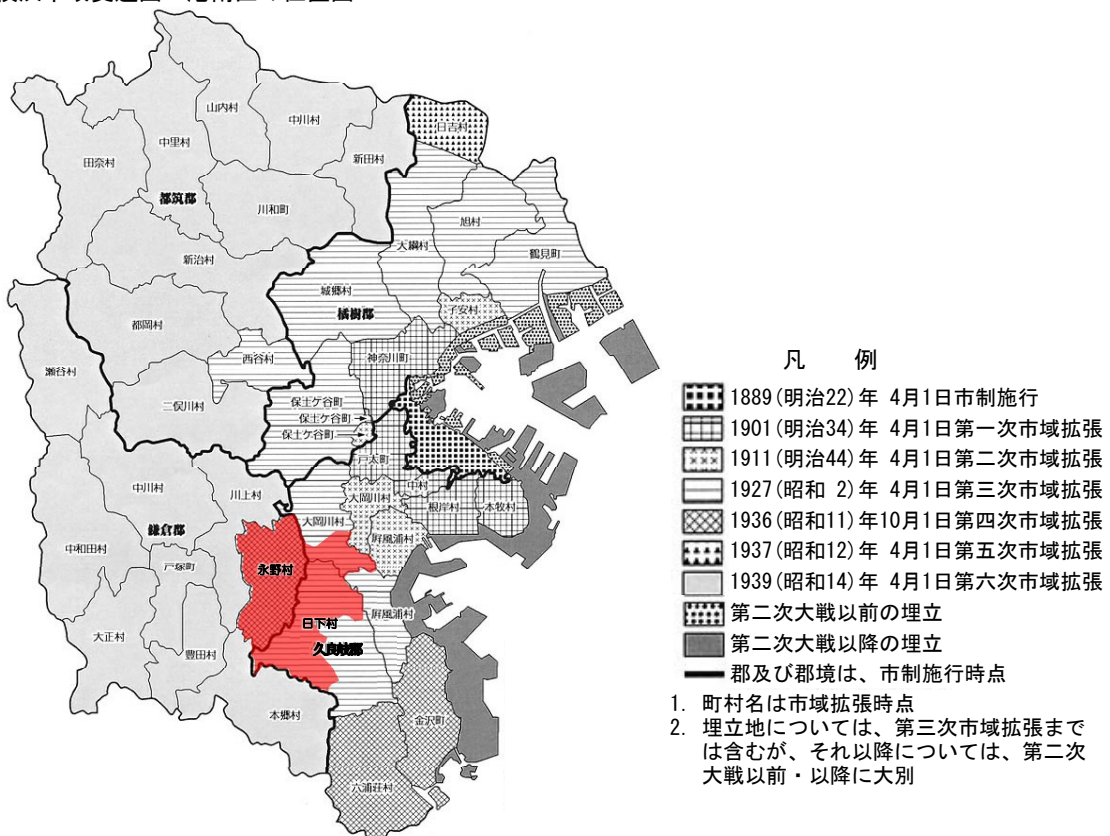 山内村
中川村
日吉村
中里村
田奈村
新田村
都筑郡
川和町
旭村
大綱村
鶴見町
新治村
城郷村
橘樹郡
子安村
都岡村
神奈川町
西谷村
瀬谷村
保土ケ谷町
二俣川村
保土ケ谷町
保土ケ谷町
戸太町
中川村
川上村
中村
大岡川村
根岸村
本牧村
鎌倉郡
大岡川村
中和田村
屛風浦村
戸塚町
永野村
日下村
屛風浦村
大正村
豊田村
久良岐郡
本郷村
金沢町
六浦荘村
凡 例
1889(明治22)年 4月1日市制施行
1901(明治34)年 4月1日第一次市域拡張
1911(明治44)年 4月1日第二次市域拡張
1927(昭和 2)年 4月1日第三次市域拡張
1936(昭和11)年10月1日第四次市域拡張
1937(昭和12)年 4月1日第五次市域拡張
1939(昭和14)年 4月1日第六次市域拡張
第二次大戦以前の埋立
第二次大戦以降の埋立
郡及び郡境は、市制施行時点
1. 町村名は市域拡張時点
2. 埋立地については、第三次市域拡張まで
は含むが、それ以降については、第二次
大戦以前・以降に大別